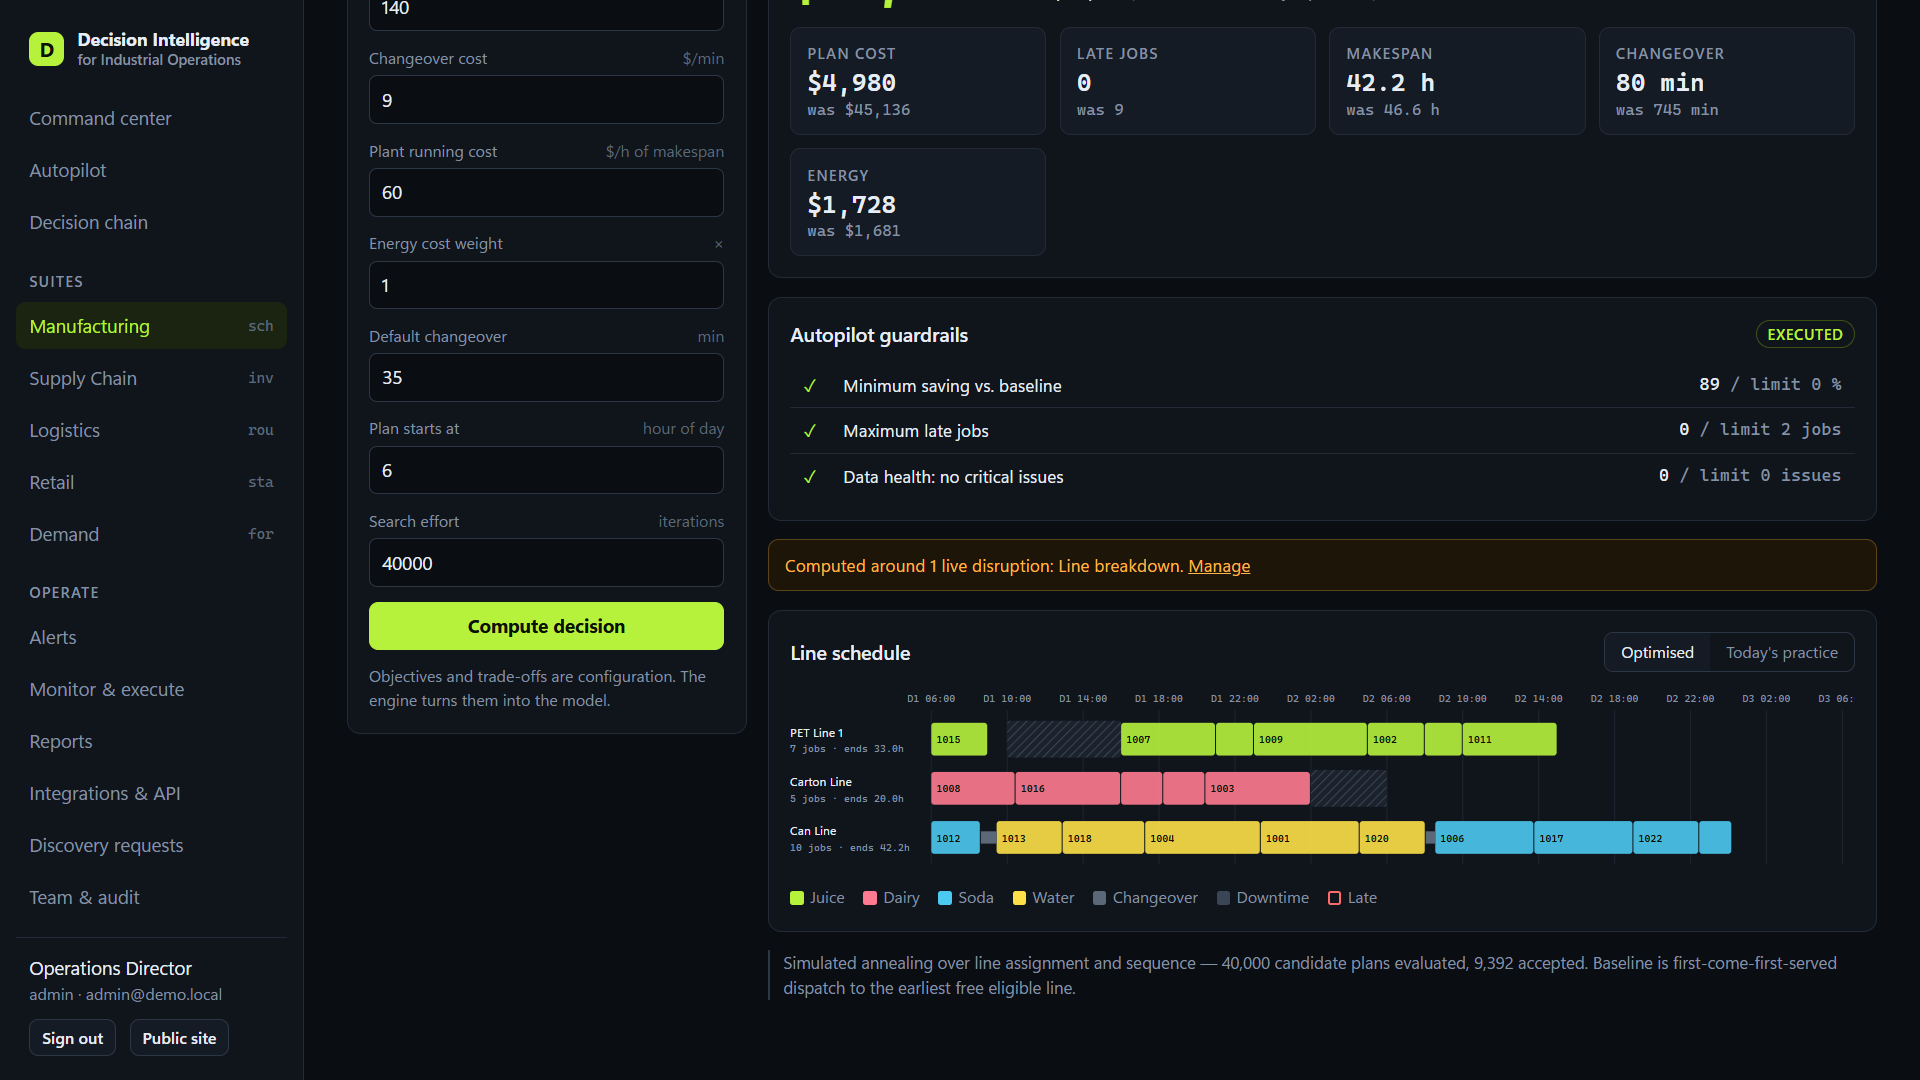 D
Decision Intelligence
for Industrial Operations
Command center
Autopilot
Decision chain
SUITES
Manufacturing sch
Supply Chain inv
Logistics rou
Retail sta
Demand for
OPERATE
Alerts
Monitor & execute
Reports
Integrations & API
Discovery requests
Team & audit
Operations Director
admin · admin@demo.local
Sign out Public site
140
Changeover cost $/min
9
Plant running cost $/h of makespan
60
Energy cost weight ×
1
Default changeover min
35
Plan starts at hour of day
6
Search effort iterations
40000
Compute decision
Objectives and trade-offs are configuration. The
engine turns them into the model.
PLAN COST
$4,980
was $45,136
LATE JOBS
0
was 9
MAKESPAN
42.2 h
was 46.6 h
CHANGEOVER
80 min
was 745 min
ENERGY
$1,728
was $1,681
Autopilot guardrails EXECUTED
✓ Minimum saving vs. baseline 89 / limit 0 %
✓ Maximum late jobs 0 / limit 2 jobs
✓ Data health: no critical issues 0 / limit 0 issues
Computed around 1 live disruption: Line breakdown. Manage
Line schedule Optimised Today's practice
D1 06:00 D1 10:00 D1 14:00 D1 18:00 D1 22:00 D2 02:00 D2 06:00 D2 10:00 D2 14:00 D2 18:00 D2 22:00 D3 02:00 D3 06:
PET Line 1
7 jobs · ends 33.0h
1015 1007 1009 1002 1011
Carton Line
5 jobs · ends 20.0h
1008 1016 1003
Can Line
10 jobs · ends 42.2h
1012 1013 1018 1004 1001 1020 1006 1017 1022
Juice Dairy Soda Water Changeover Downtime Late
Simulated annealing over line assignment and sequence — 40,000 candidate plans evaluated, 9,392 accepted. Baseline is first-come-first-served
dispatch to the earliest free eligible line.